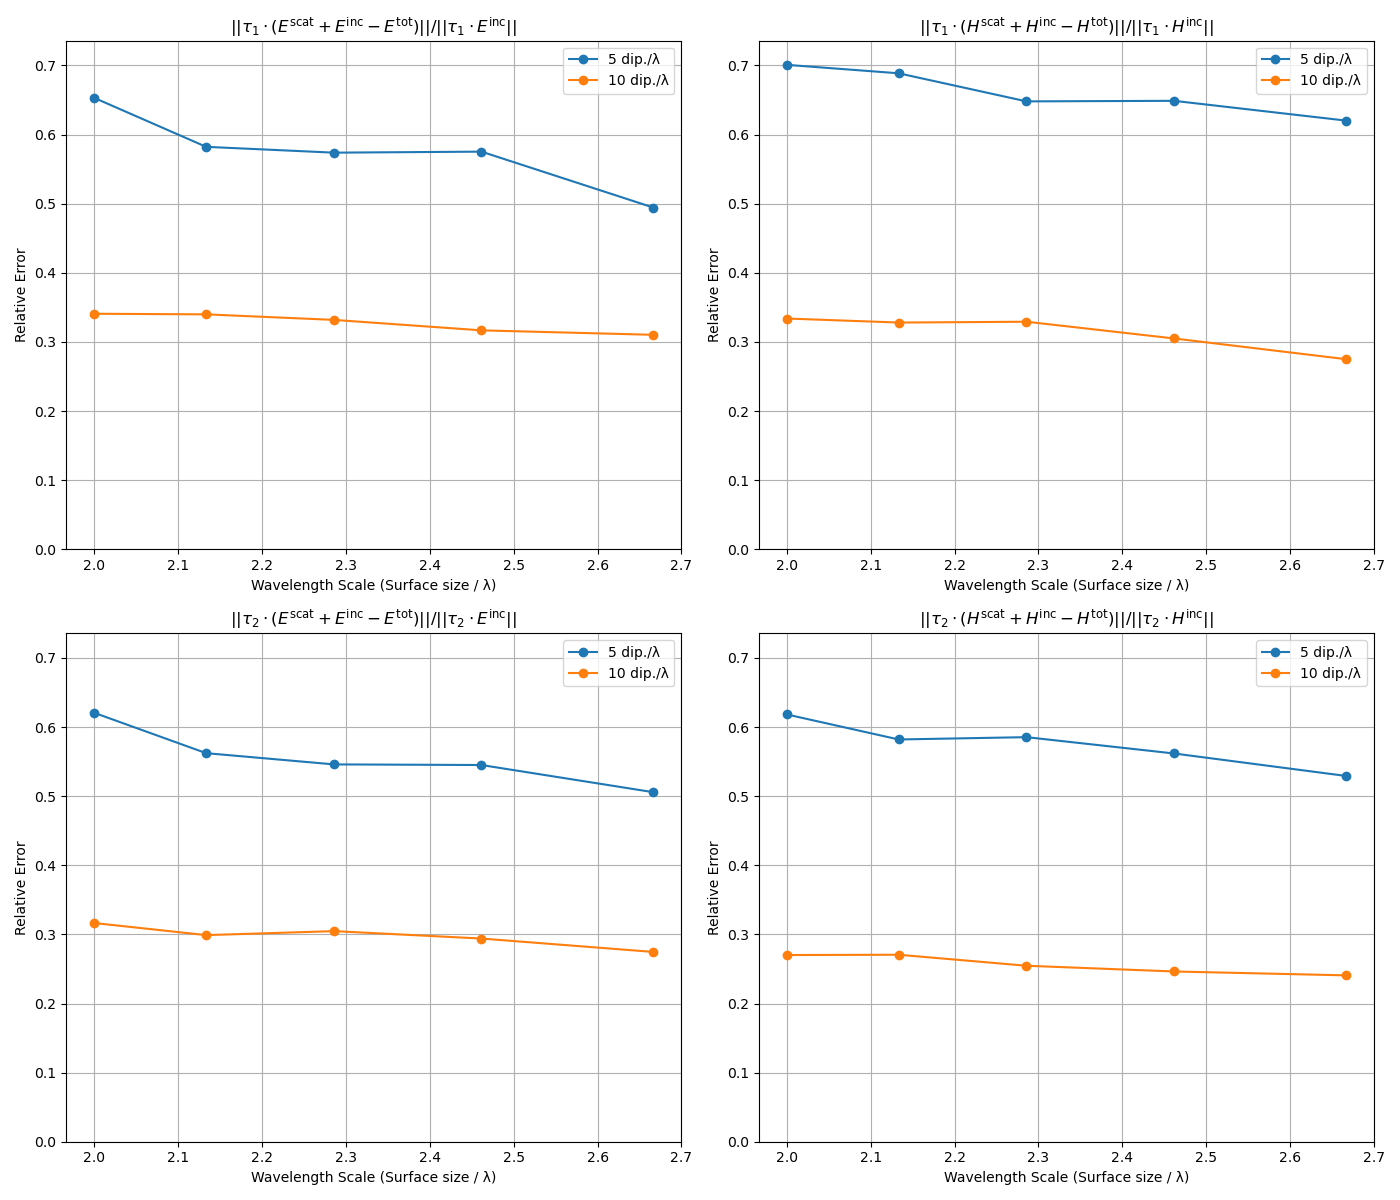 ||τ₁ · (E^scat + E^inc − E^tot)||/||τ₁ · E^inc||
5 dip./λ
10 dip./λ
Relative Error
0.7
0.6
0.5
0.4
0.3
0.2
0.1
0.0
2.0 2.1 2.2 2.3 2.4 2.5 2.6 2.7
Wavelength Scale (Surface size / λ)
||τ₁ · (H^scat + H^inc − H^tot)||/||τ₁ · H^inc||
5 dip./λ
10 dip./λ
Relative Error
0.7
0.6
0.5
0.4
0.3
0.2
0.1
0.0
2.0 2.1 2.2 2.3 2.4 2.5 2.6 2.7
Wavelength Scale (Surface size / λ)
||τ₂ · (E^scat + E^inc − E^tot)||/||τ₂ · E^inc||
5 dip./λ
10 dip./λ
Relative Error
0.7
0.6
0.5
0.4
0.3
0.2
0.1
0.0
2.0 2.1 2.2 2.3 2.4 2.5 2.6 2.7
Wavelength Scale (Surface size / λ)
||τ₂ · (H^scat + H^inc − H^tot)||/||τ₂ · H^inc||
5 dip./λ
10 dip./λ
Relative Error
0.7
0.6
0.5
0.4
0.3
0.2
0.1
0.0
2.0 2.1 2.2 2.3 2.4 2.5 2.6 2.7
Wavelength Scale (Surface size / λ)